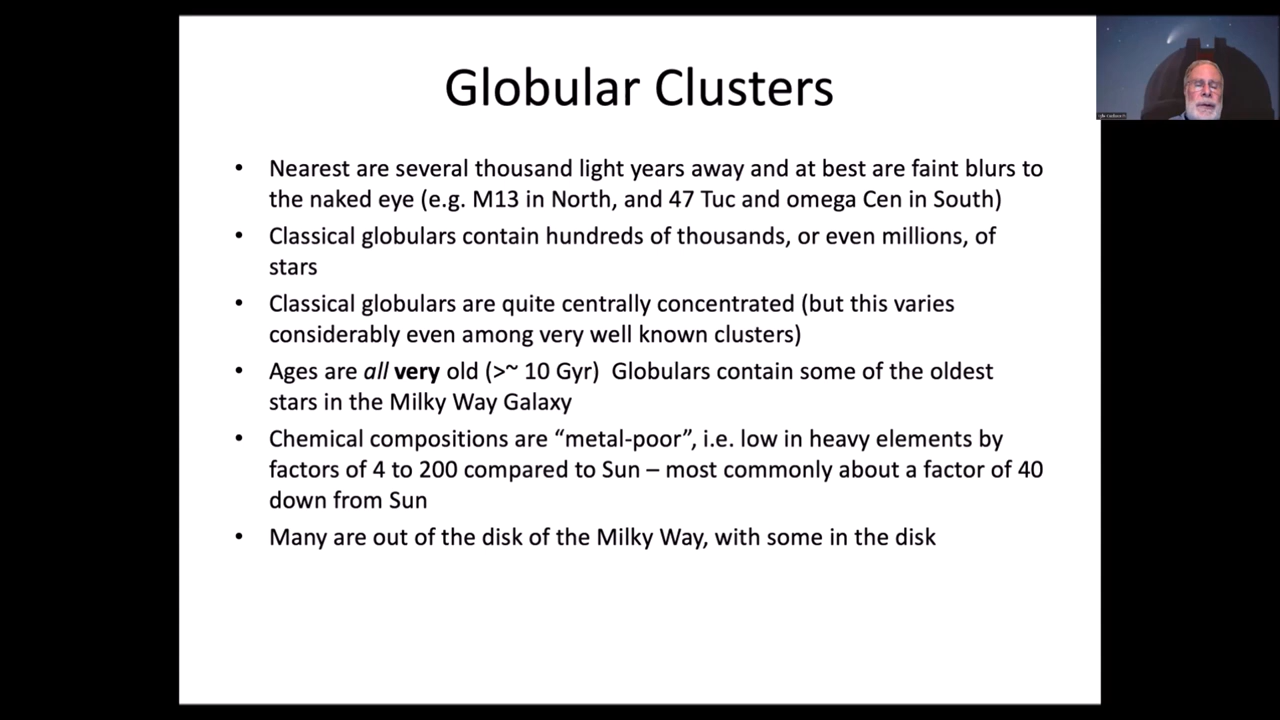 Globular Clusters
• Nearest are several thousand light years away and at best are faint blurs to
the naked eye (e.g. M13 in North, and 47 Tuc and omega Cen in South)
• Classical globulars contain hundreds of thousands, or even millions, of
stars
• Classical globulars are quite centrally concentrated (but this varies
considerably even among very well known clusters)
• Ages are all very old (>~ 10 Gyr)  Globulars contain some of the oldest
stars in the Milky Way Galaxy
• Chemical compositions are “metal-poor”, i.e. low in heavy elements by
factors of 4 to 200 compared to Sun – most commonly about a factor of 40
down from Sun
• Many are out of the disk of the Milky Way, with some in the disk